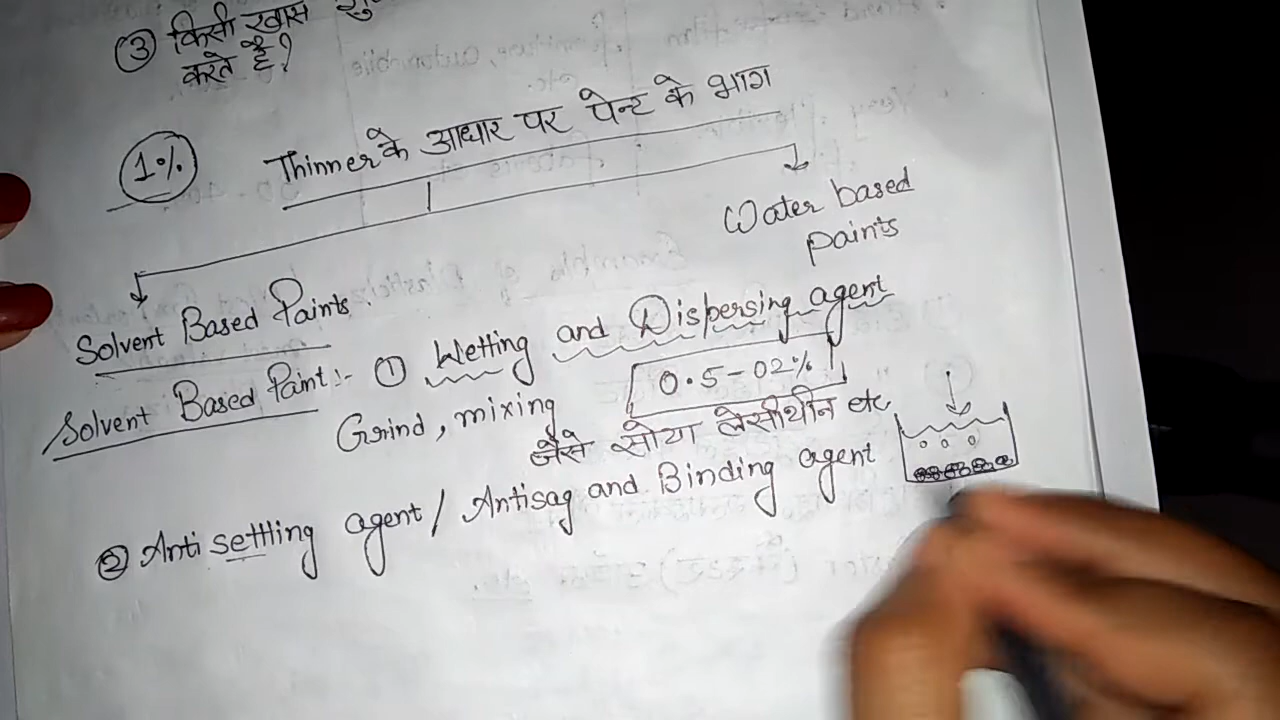 ③ किसी खास
करते है?
1% Thinner के आधार पर पेन्ट के भाग
Water based
paints
Solvent Based Paints.
Solvent Based Paint:- ① Wetting and Dispersing agent
0.5-02%
Grind, mixing
जैसे सोया लेसीथीन etc
② Anti settling agent/ Antisag and Binding agent